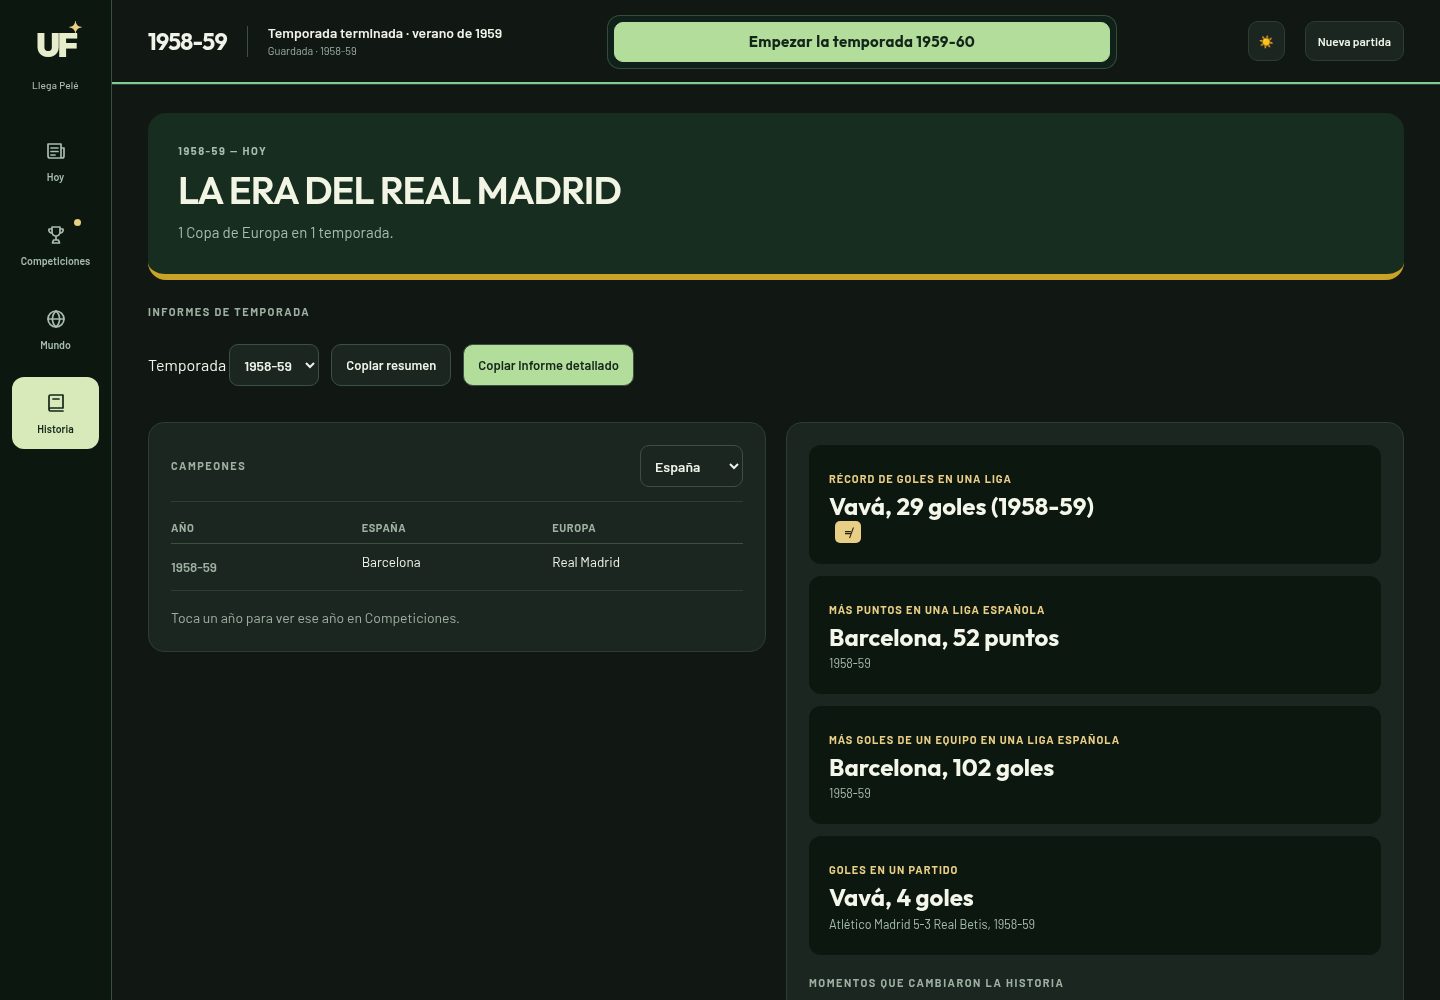 UF
Llega Pelé
Hoy
Competiciones
Mundo
Historia
1958-59
Temporada terminada · verano de 1959
Guardada · 1958-59
Empezar la temporada 1959-60
Nueva partida
1958-59 — HOY
LA ERA DEL REAL MADRID
1 Copa de Europa en 1 temporada.
INFORMES DE TEMPORADA
Temporada 1958-59 Copiar resumen Copiar informe detallado
CAMPEONES España
AÑO ESPAÑA EUROPA
1958-59 Barcelona Real Madrid
Toca un año para ver ese año en Competiciones.
RÉCORD DE GOLES EN UNA LIGA
Vavá, 29 goles (1958-59)
≠
MÁS PUNTOS EN UNA LIGA ESPAÑOLA
Barcelona, 52 puntos
1958-59
MÁS GOLES DE UN EQUIPO EN UNA LIGA ESPAÑOLA
Barcelona, 102 goles
1958-59
GOLES EN UN PARTIDO
Vavá, 4 goles
Atlético Madrid 5-3 Real Betis, 1958-59
MOMENTOS QUE CAMBIARON LA HISTORIA